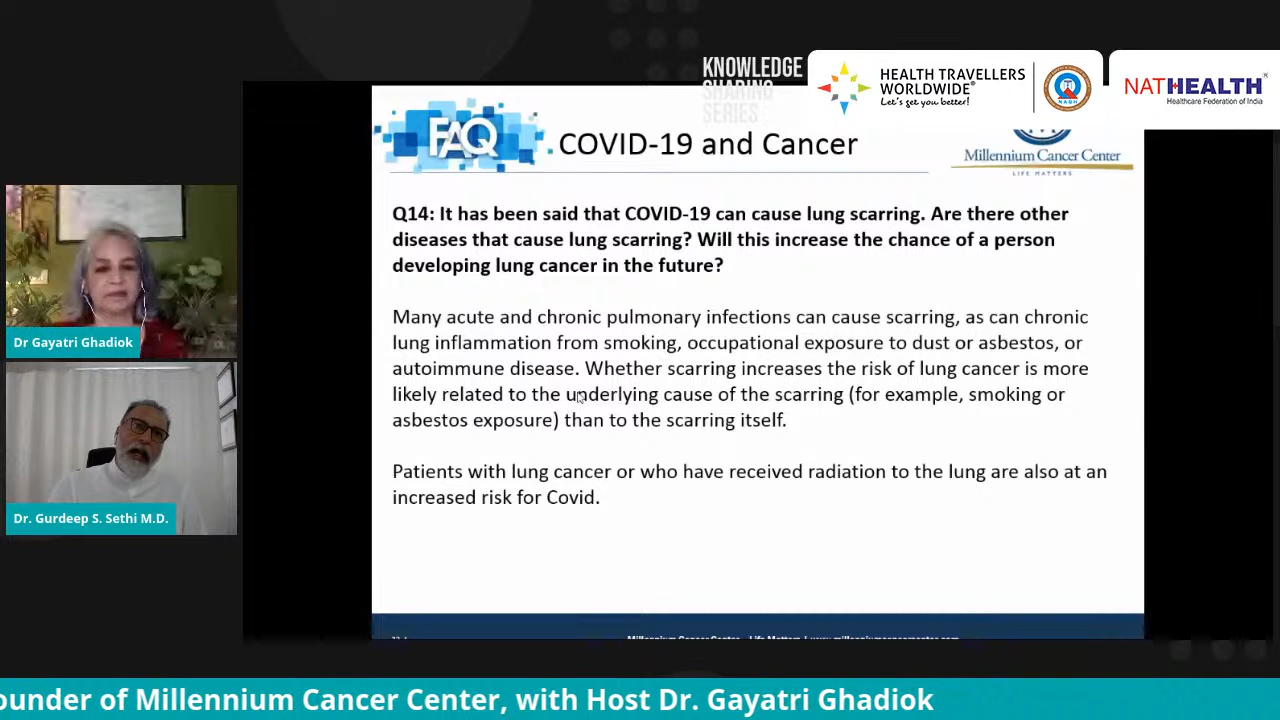 KNOWLEDGE
SHARING
SERIES
HEALTH TRAVELLERS
WORLDWIDE
Let's get you better!
NABH
NATHEALTH
Healthcare Federation of India
FAQ
COVID-19 and Cancer
Millennium Cancer Center
LIFE MATTERS
Q14: It has been said that COVID-19 can cause lung scarring. Are there other
diseases that cause lung scarring? Will this increase the chance of a person
developing lung cancer in the future?
Many acute and chronic pulmonary infections can cause scarring, as can chronic
lung inflammation from smoking, occupational exposure to dust or asbestos, or
autoimmune disease. Whether scarring increases the risk of lung cancer is more
likely related to the underlying cause of the scarring (for example, smoking or
asbestos exposure) than to the scarring itself.
Patients with lung cancer or who have received radiation to the lung are also at an
increased risk for Covid.
Dr Gayatri Ghadiok
Dr. Gurdeep S. Sethi M.D.
ounder of Millennium Cancer Center, with Host Dr. Gayatri Ghadiok